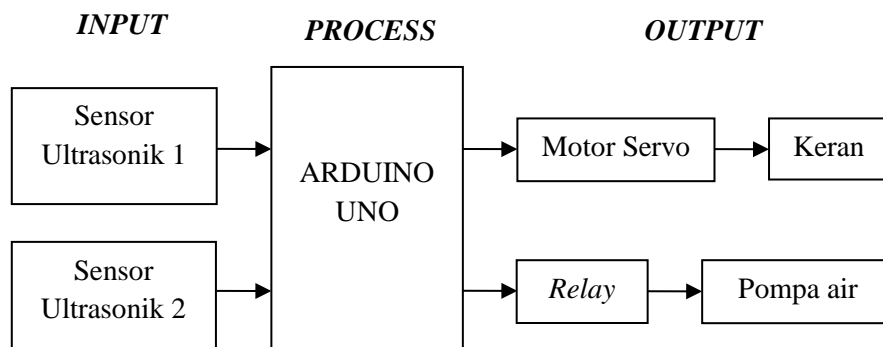 INPUT
PROCESS
OUTPUT
Sensor
Ultrasonik 1
ARDUINO
UNO
Motor Servo
Keran
Sensor
Ultrasonik 2
Relay
Pompa air